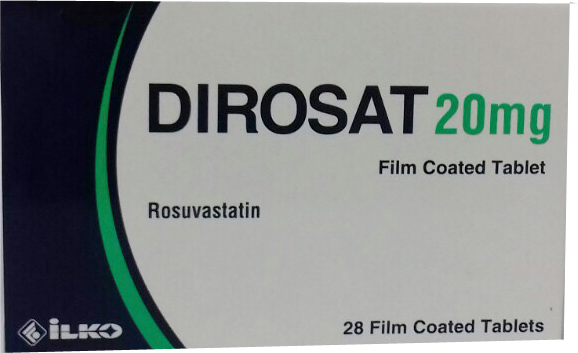 DIROSAT 20mg
Film Coated Tablet
Rosuvastatin
İLKO
28 Film Coated Tablets